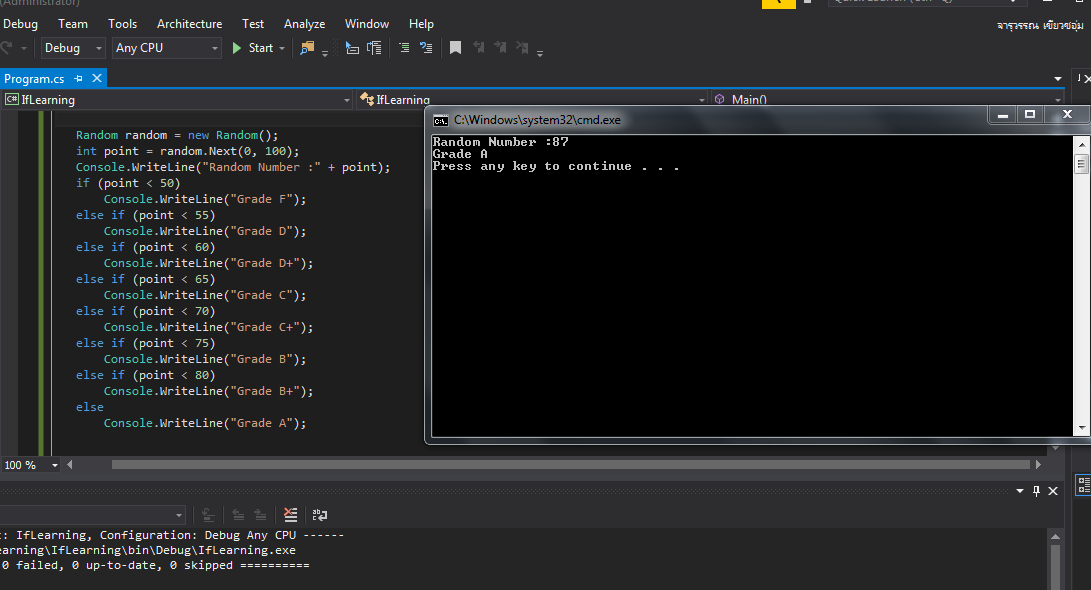 (Administrator)
Debug Team Tools Architecture Test Analyze Window Help
จารุวรรณ เขียวชอุ่ม
Debug Any CPU Start
Program.cs
IfLearning IfLearning Main()
Random random = new Random();
int point = random.Next(0, 100);
Console.WriteLine("Random Number :" + point);
if (point < 50)
Console.WriteLine("Grade F");
else if (point < 55)
Console.WriteLine("Grade D");
else if (point < 60)
Console.WriteLine("Grade D+");
else if (point < 65)
Console.WriteLine("Grade C");
else if (point < 70)
Console.WriteLine("Grade C+");
else if (point < 75)
Console.WriteLine("Grade B");
else if (point < 80)
Console.WriteLine("Grade B+");
else
Console.WriteLine("Grade A");
C:\Windows\system32\cmd.exe
Random Number :87
Grade A
Press any key to continue . . .
100 %
t: IfLearning, Configuration: Debug Any CPU ------
earning\IfLearning\bin\Debug\IfLearning.exe
0 failed, 0 up-to-date, 0 skipped ==========